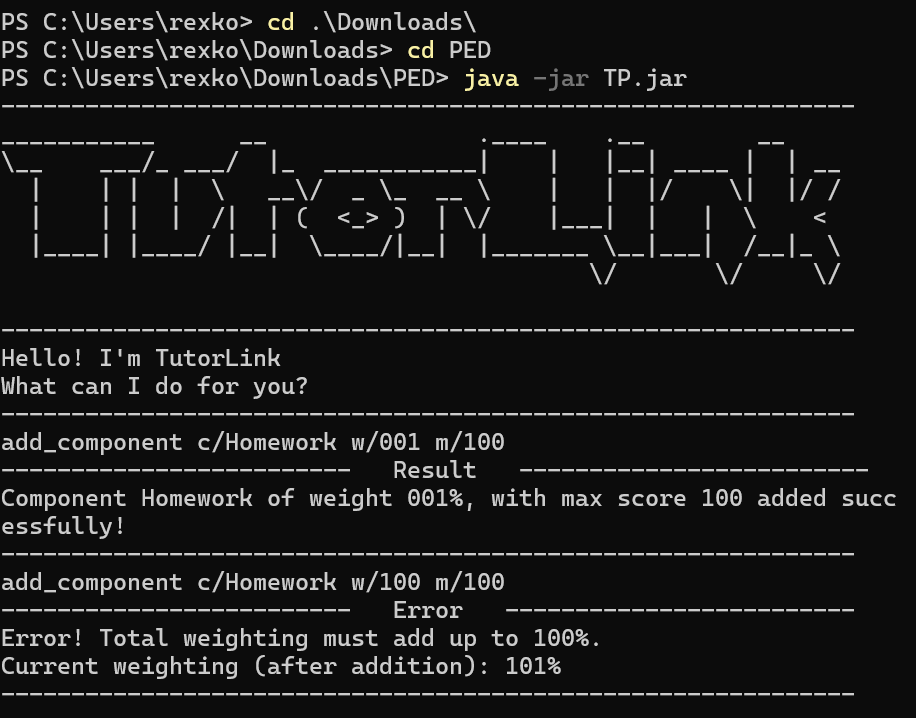 PS C:\Users\rexko> cd .\Downloads\
PS C:\Users\rexko\Downloads> cd PED
PS C:\Users\rexko\Downloads\PED> java -jar TP.jar
TutorLink
Hello! I'm TutorLink
What can I do for you?
add_component c/Homework w/001 m/100
Result
Component Homework of weight 001%, with max score 100 added succ
essfully!
add_component c/Homework w/100 m/100
Error
Error! Total weighting must add up to 100%.
Current weighting (after addition): 101%